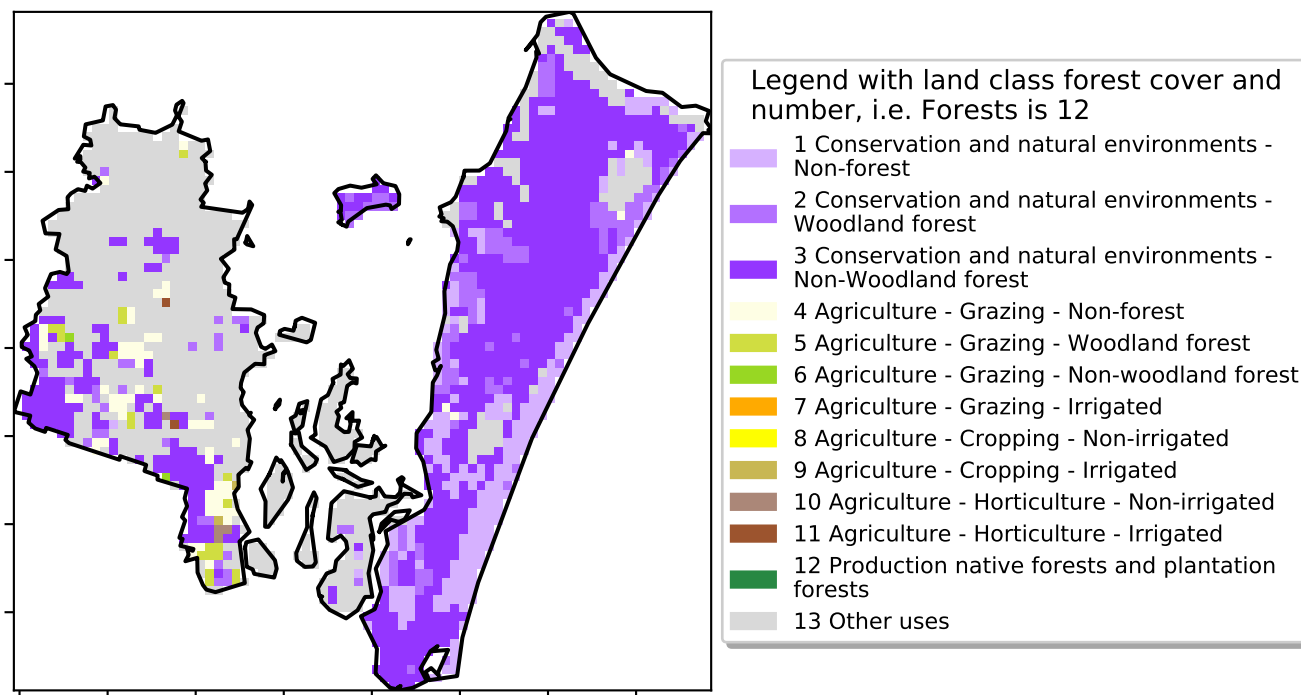 Legend with land class forest cover and
number, i.e. Forests is 12
1 Conservation and natural environments -
Non-forest
2 Conservation and natural environments -
Woodland forest
3 Conservation and natural environments -
Non-Woodland forest
4 Agriculture - Grazing - Non-forest
5 Agriculture - Grazing - Woodland forest
6 Agriculture - Grazing - Non-woodland forest
7 Agriculture - Grazing - Irrigated
8 Agriculture - Cropping - Non-irrigated
9 Agriculture - Cropping - Irrigated
10 Agriculture - Horticulture - Non-irrigated
11 Agriculture - Horticulture - Irrigated
12 Production native forests and plantation
forests
13 Other uses